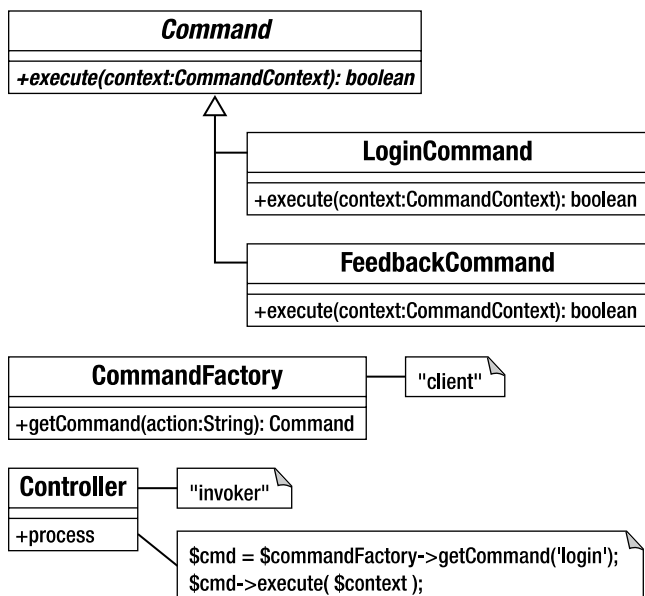 Command
+execute(context:CommandContext): boolean
LoginCommand
+execute(context:CommandContext): boolean
FeedbackCommand
+execute(context:CommandContext): boolean
CommandFactory
"client"
+getCommand(action:String): Command
Controller
"invoker"
+process
$cmd = $commandFactory->getCommand('login');
$cmd->execute( $context );